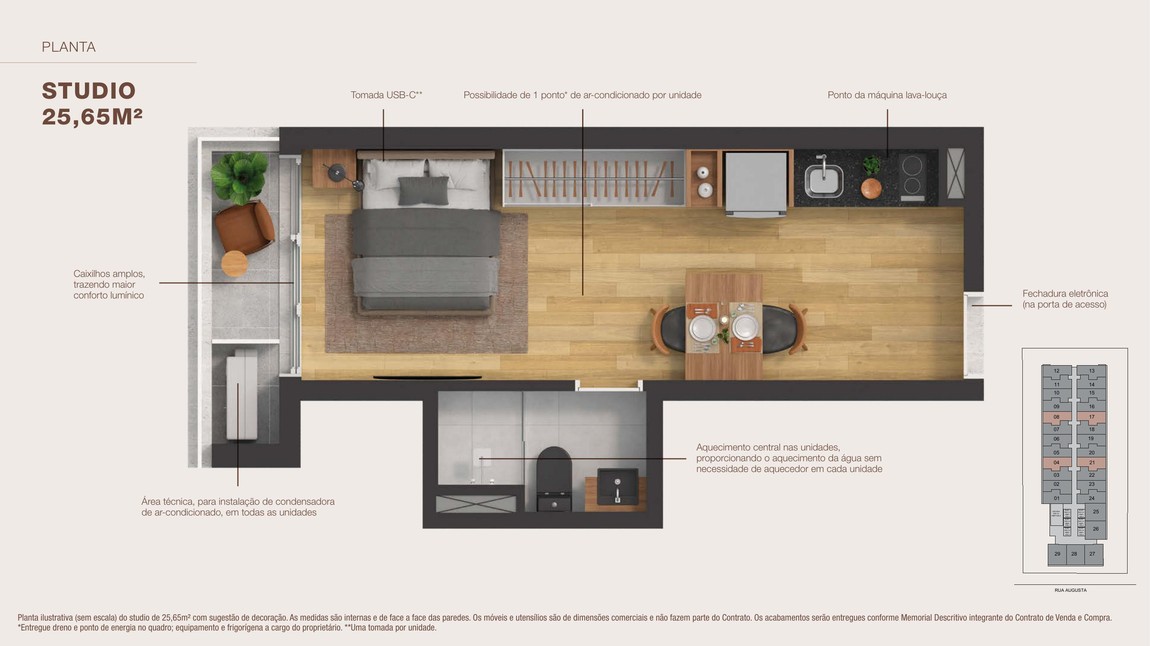 PLANTA
STUDIO
25,65M²
Tomada USB-C**
Possibilidade de 1 ponto* de ar-condicionado por unidade
Ponto da máquina lava-louça
Caixilhos amplos,
trazendo maior
conforto lumínico
Fechadura eletrônica
(na porta de acesso)
Aquecimento central nas unidades,
proporcionando o aquecimento da água sem
necessidade de aquecedor em cada unidade
Área técnica, para instalação de condensadora
de ar-condicionado, em todas as unidades
12 13
11 14
10 15
09 16
08 17
07 18
06 19
05 20
04 21
03 22
02 23
01 24
25
26
29 28 27
RUA AUGUSTA
Planta ilustrativa (sem escala) do studio de 25,65m² com sugestão de decoração. As medidas são internas e de face a face das paredes. Os móveis e utensílios são de dimensões comerciais e não fazem parte do Contrato. Os acabamentos serão entregues conforme Memorial Descritivo integrante do Contrato de Venda e Compra.
*Entregue dreno e ponto de energia no quadro; equipamento e frigorígena a cargo do proprietário. **Uma tomada por unidade.